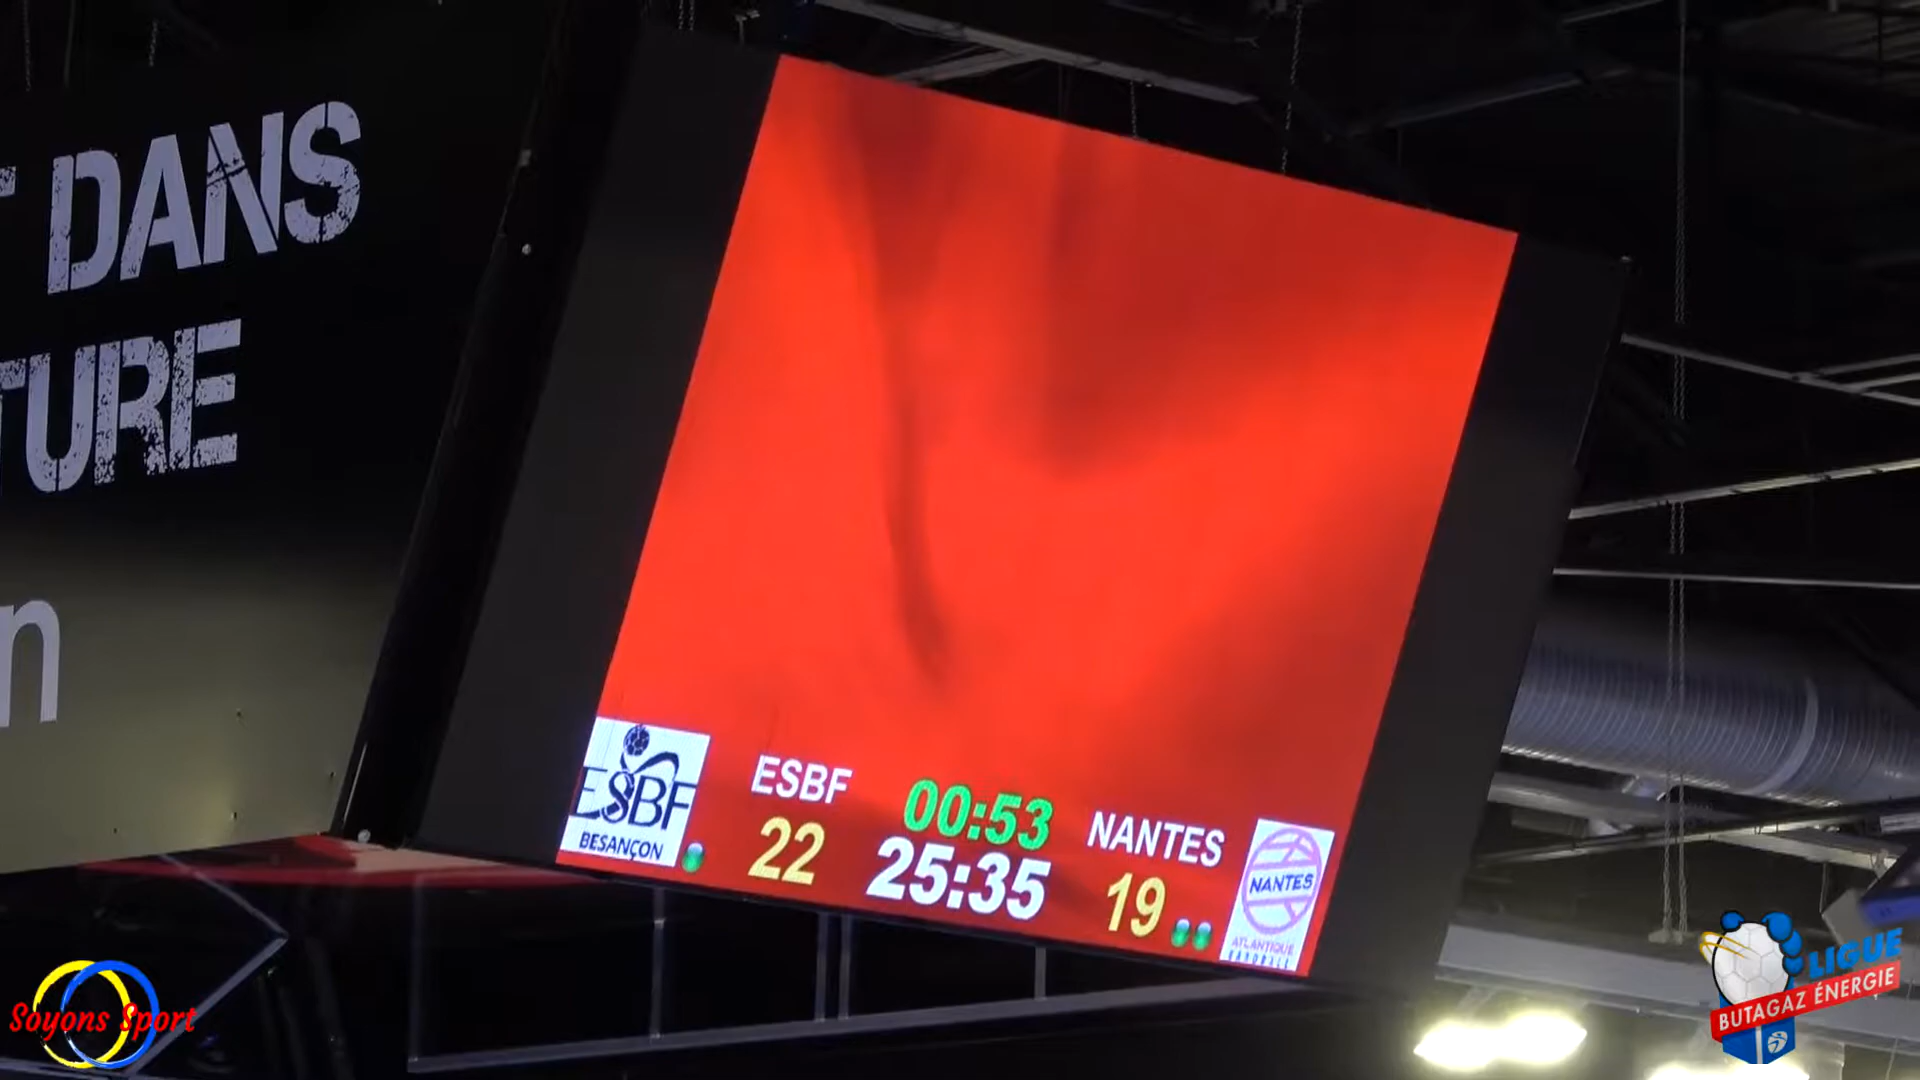 DANS
TURE
n
ESBF
BESANÇON
ESBF
22
00:53
25:35
NANTES
19
NANTES
ATLANTIQUE
HANDBALL
Soyons Sport
LIGUE
BUTAGAZ ÉNERGIE